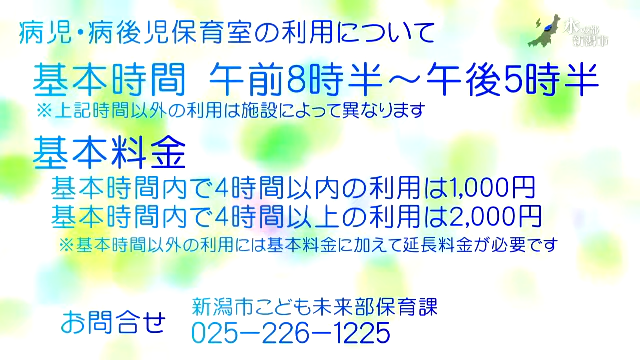 病児・病後児保育室の利用について
基本時間 午前8時半～午後5時半
※上記時間以外の利用は施設によって異なります
基本料金
基本時間内で4時間以内の利用は1,000円
基本時間内で4時間以上の利用は2,000円
※基本時間以外の利用には基本料金に加えて延長料金が必要です
お問合せ
新潟市こども未来部保育課
025－226－1225